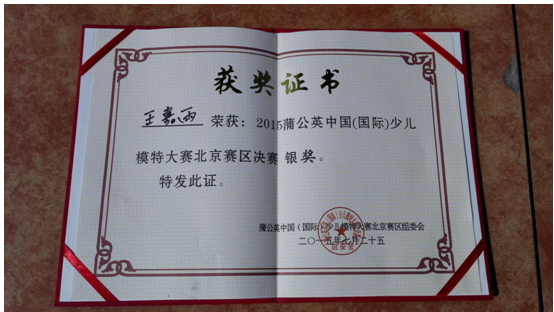 获奖证书
王嘉雨 荣获：2015蒲公英中国(国际)少儿
模特大赛北京赛区决赛 银奖。
特发此证。
蒲公英中国（国际）少儿模特大赛北京赛区组委会
二〇一五年七月二十五